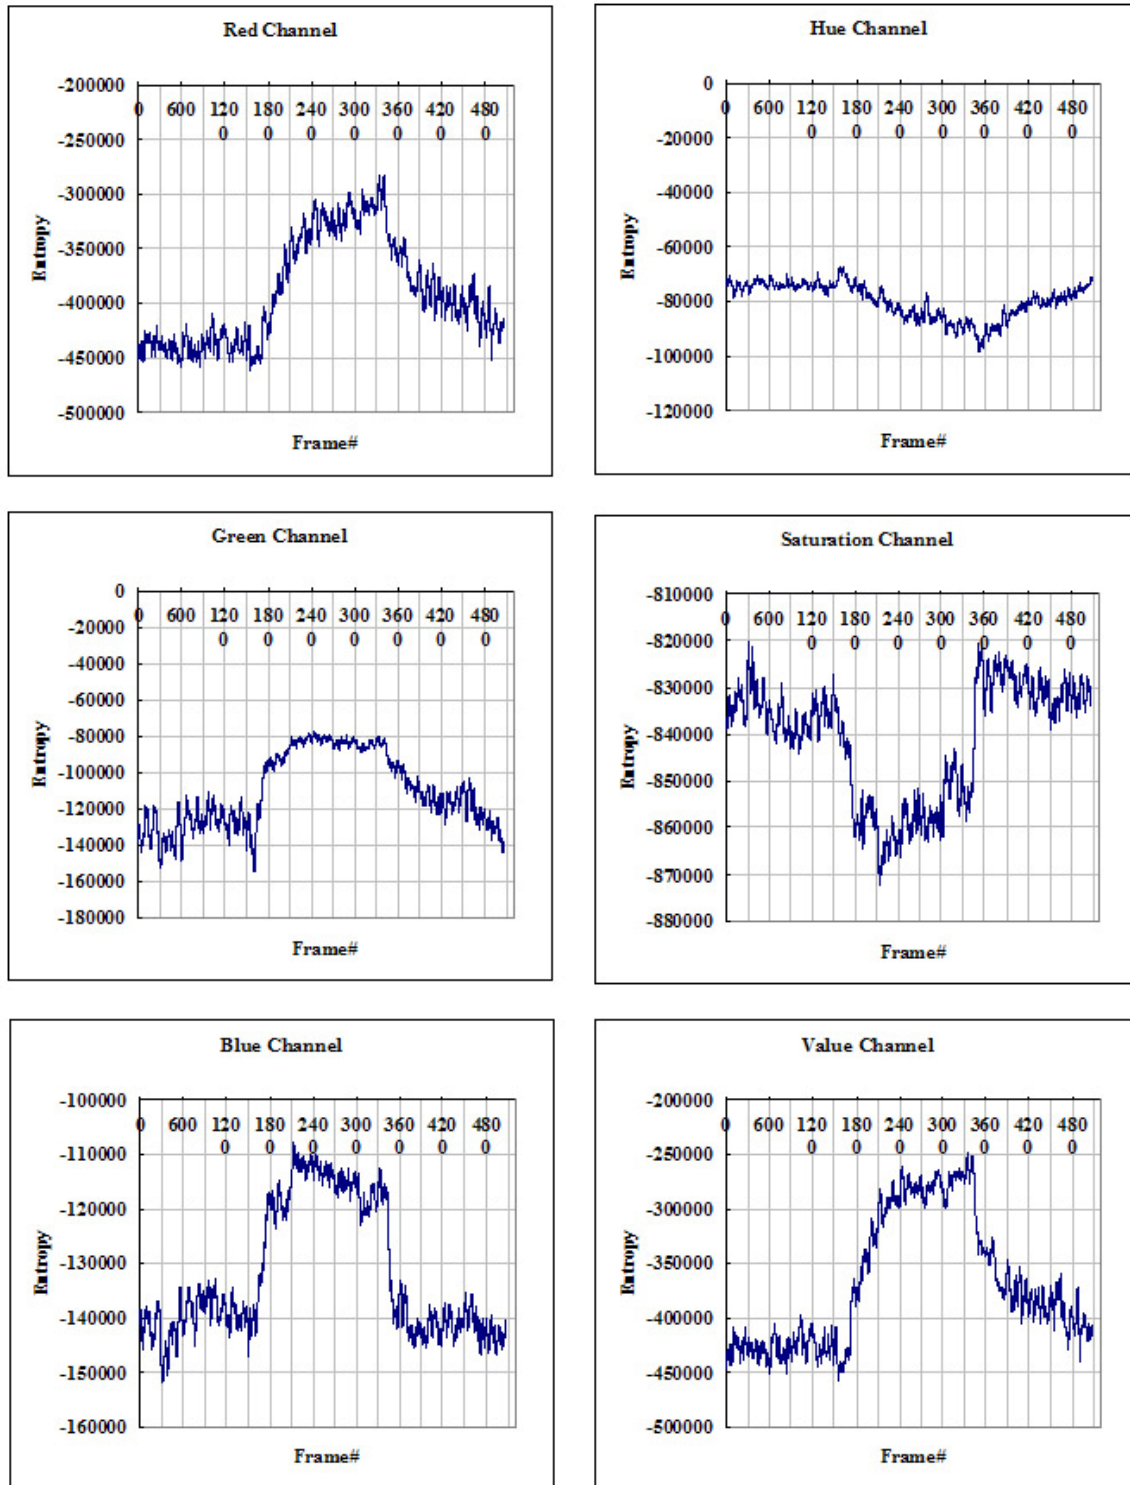 Red Channel
-200000
0 600 120 180 240 300 360 420 480
0 0 0 0 0 0 0
-250000
-300000
-350000
-400000
-450000
-500000
Entropy
Frame#
Hue Channel
0
0 600 120 180 240 300 360 420 480
0 0 0 0 0 0 0
-20000
-40000
-60000
-80000
-100000
-120000
Entropy
Frame#
Green Channel
0
0 600 120 180 240 300 360 420 480
-20000
0 0 0 0 0 0 0
-40000
-60000
-80000
-100000
-120000
-140000
-160000
-180000
Entropy
Frame#
Saturation Channel
-810000
0 600 120 180 240 300 360 420 480
-820000
0 0 0 0 0 0 0
-830000
-840000
-850000
-860000
-870000
-880000
Entropy
Frame#
Blue Channel
-100000
0 600 120 180 240 300 360 420 480
0 0 0 0 0 0 0
-110000
-120000
-130000
-140000
-150000
-160000
Entropy
Frame#
Value Channel
-200000
0 600 120 180 240 300 360 420 480
0 0 0 0 0 0 0
-250000
-300000
-350000
-400000
-450000
-500000
Entropy
Frame#